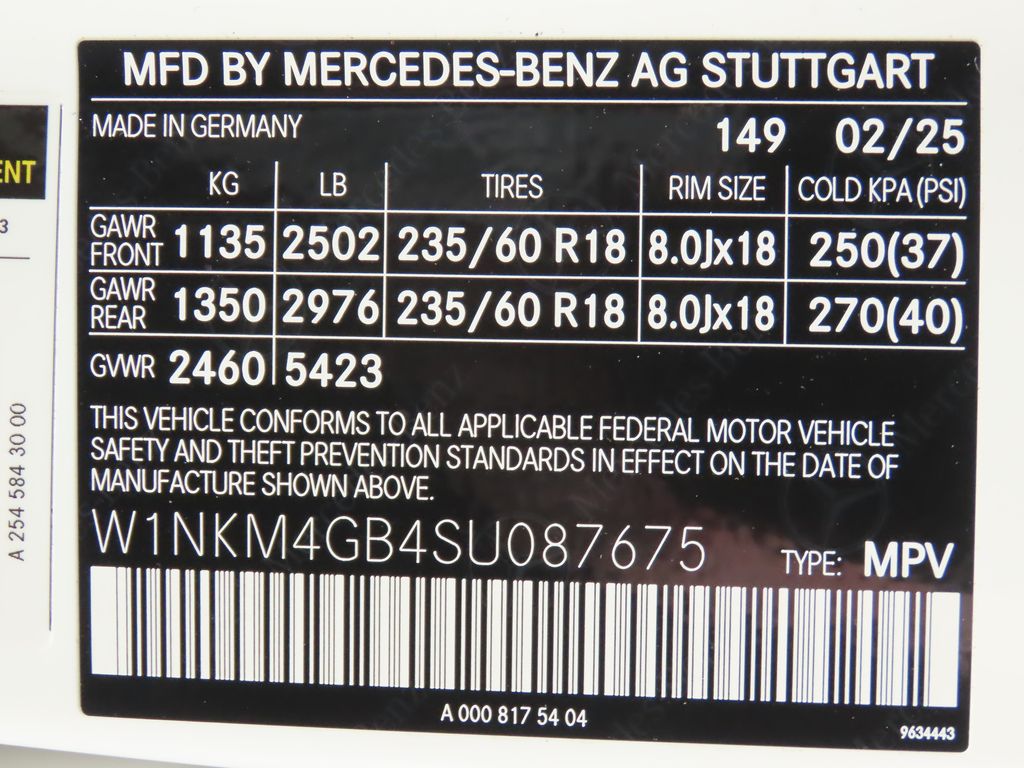 MFD BY MERCEDES-BENZ AG STUTTGART
MADE IN GERMANY 149 02/25
KG LB TIRES RIM SIZE COLD KPA (PSI)
GAWR FRONT 1135 2502 235/60 R18 8.0Jx18 250(37)
GAWR REAR 1350 2976 235/60 R18 8.0Jx18 270(40)
GVWR 2460 5423
THIS VEHICLE CONFORMS TO ALL APPLICABLE FEDERAL MOTOR VEHICLE
SAFETY AND THEFT PREVENTION STANDARDS IN EFFECT ON THE DATE OF
MANUFACTURE SHOWN ABOVE.
W1NKM4GB4SU087675 TYPE: MPV
A 000 817 54 04
9634443
ENT
3
A 254 584 30 00